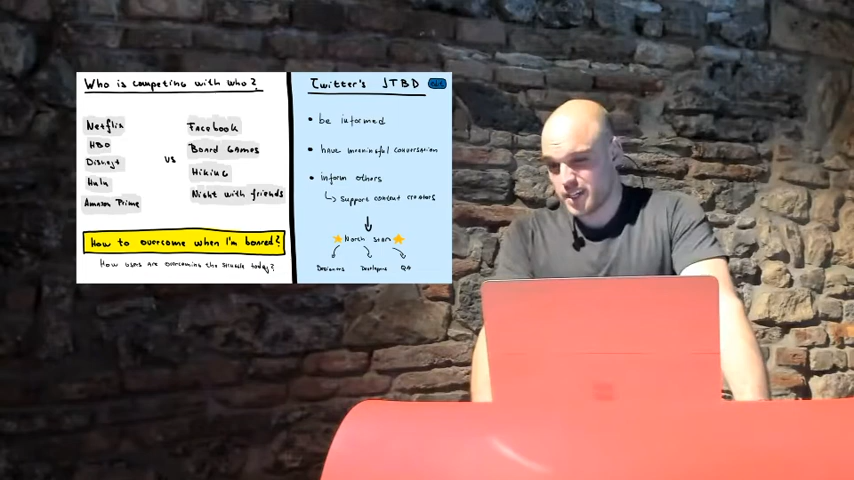 Who is competing with who?
Netflix
HBO
Disney+
Hulu
Amazon Prime
vs
Facebook
Board Games
Hiking
Night with friends
How to overcome when I'm bored?
How users are overcoming the struggle today?
Twitter's JTBD
• be informed
• have meaningful conversation
• inform others
↳ support content creators
North Star
Designers Developers QA